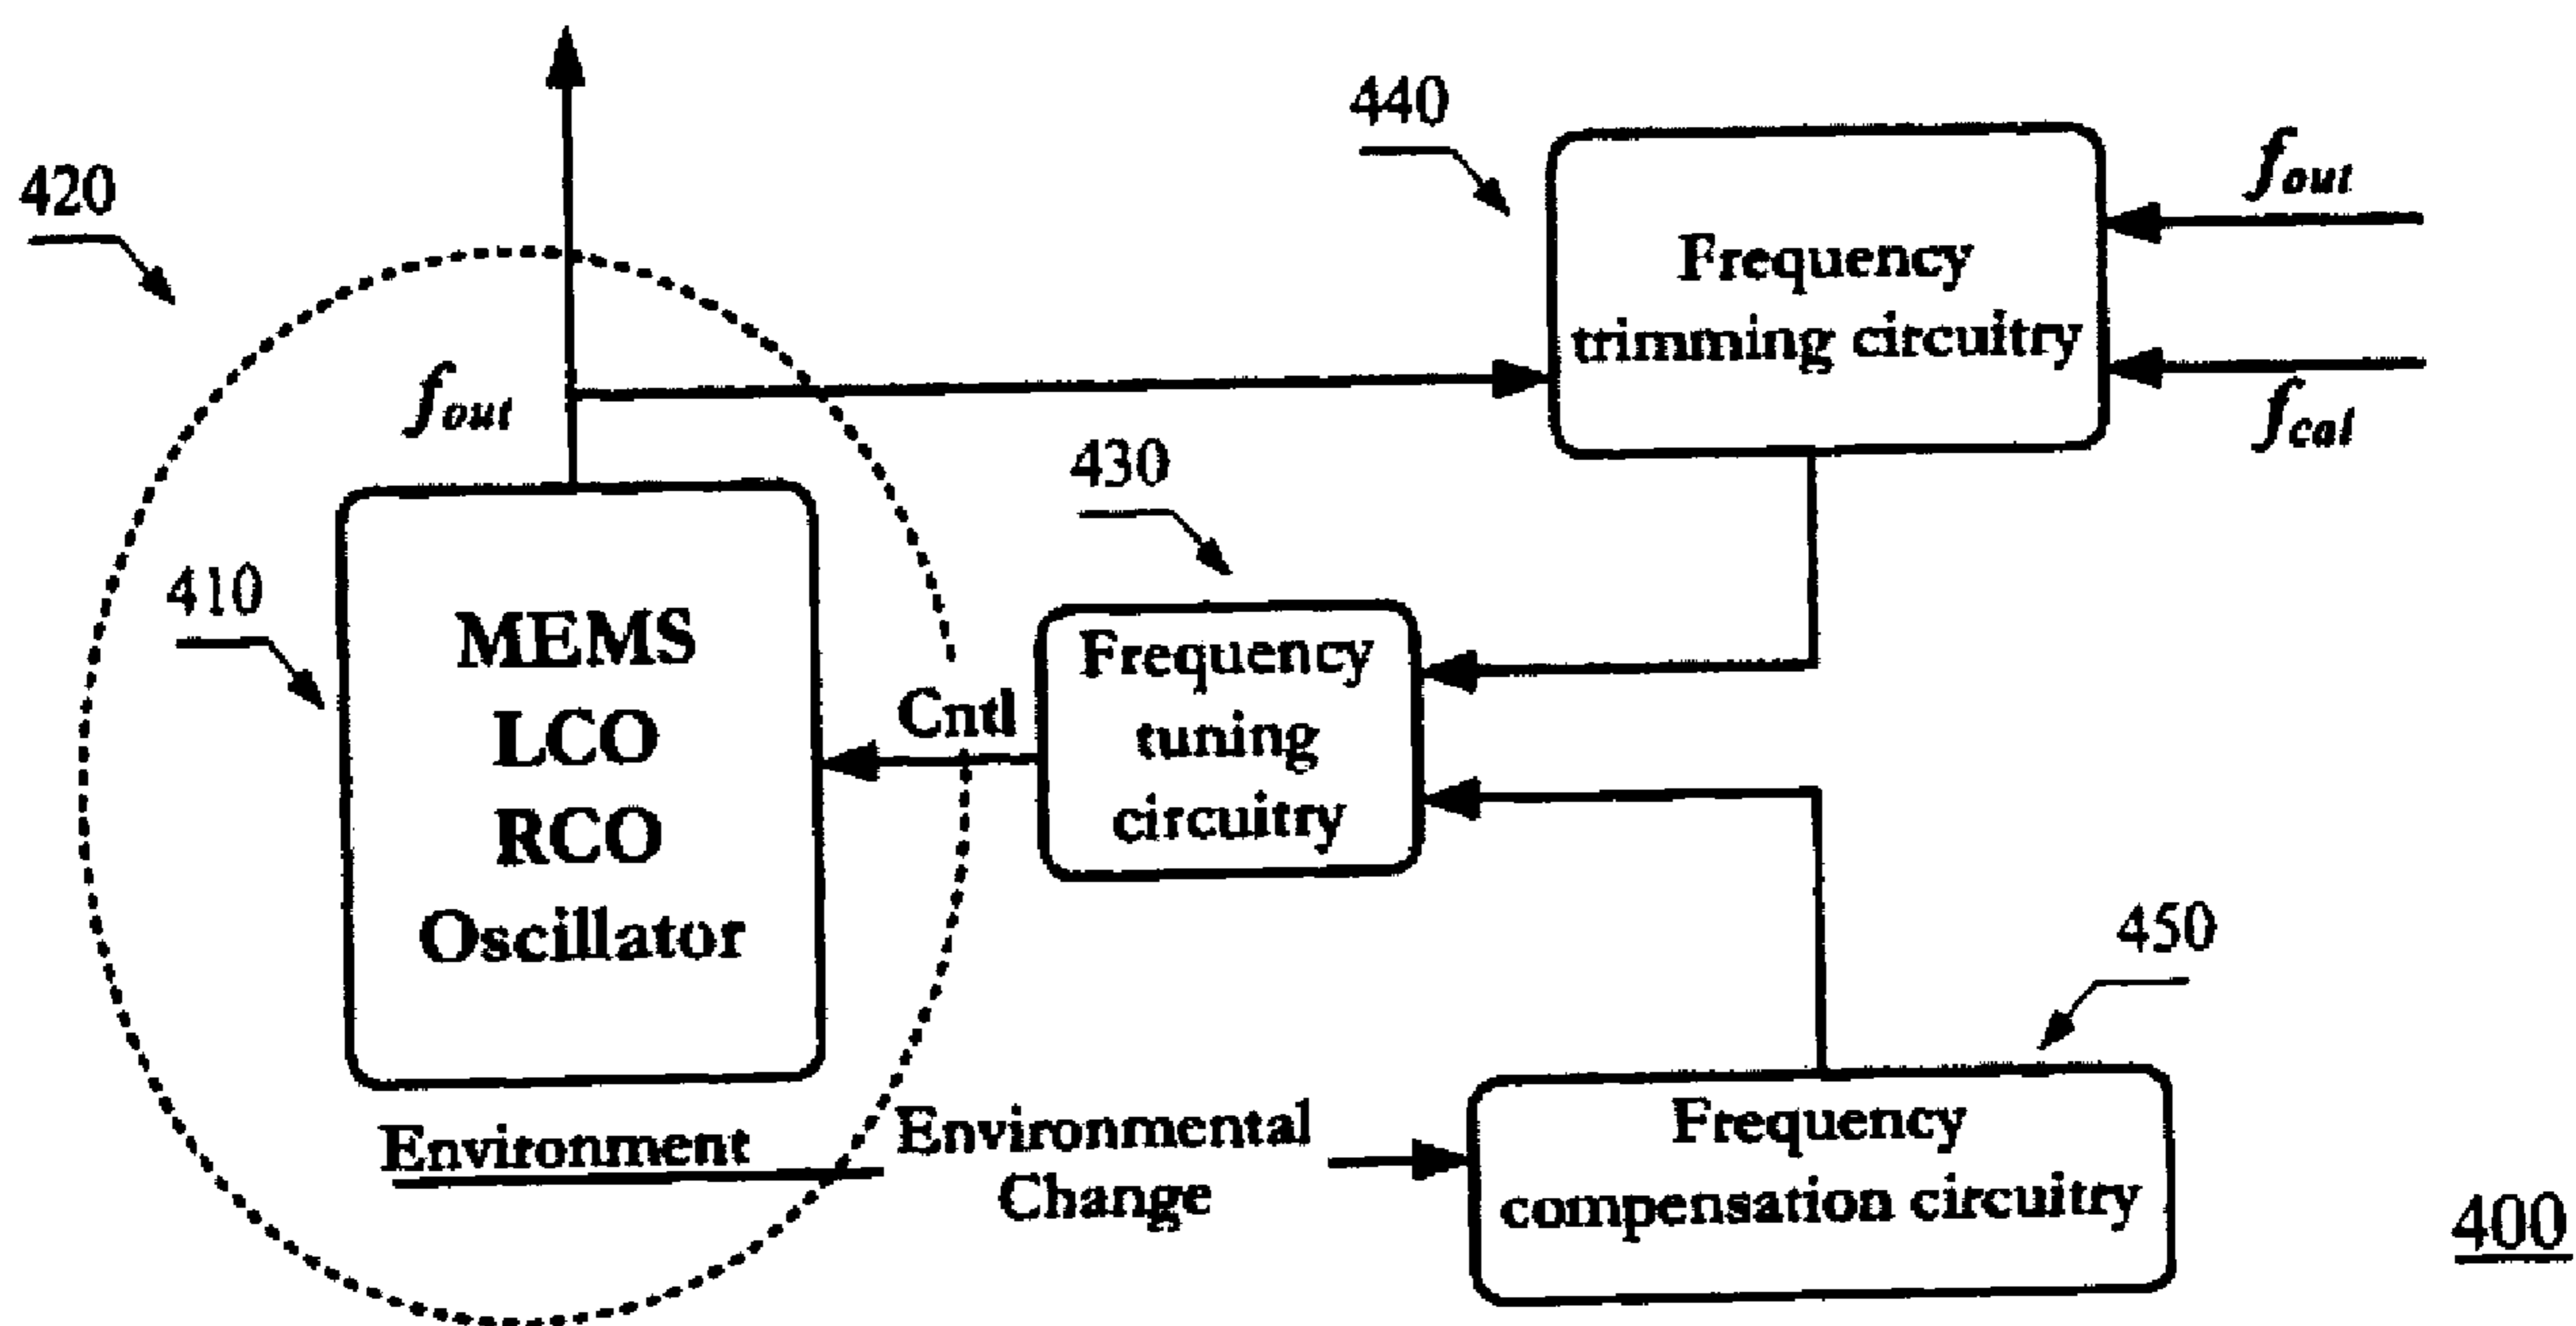 440
f_out
420
Frequency
trimming circuitry
f_out
f_cal
430
410
MEMS
LCO
RCO
Oscillator
Cntl
Frequency
tuning
circuitry
450
Environment
Environmental
Change
Frequency
compensation circuitry
400